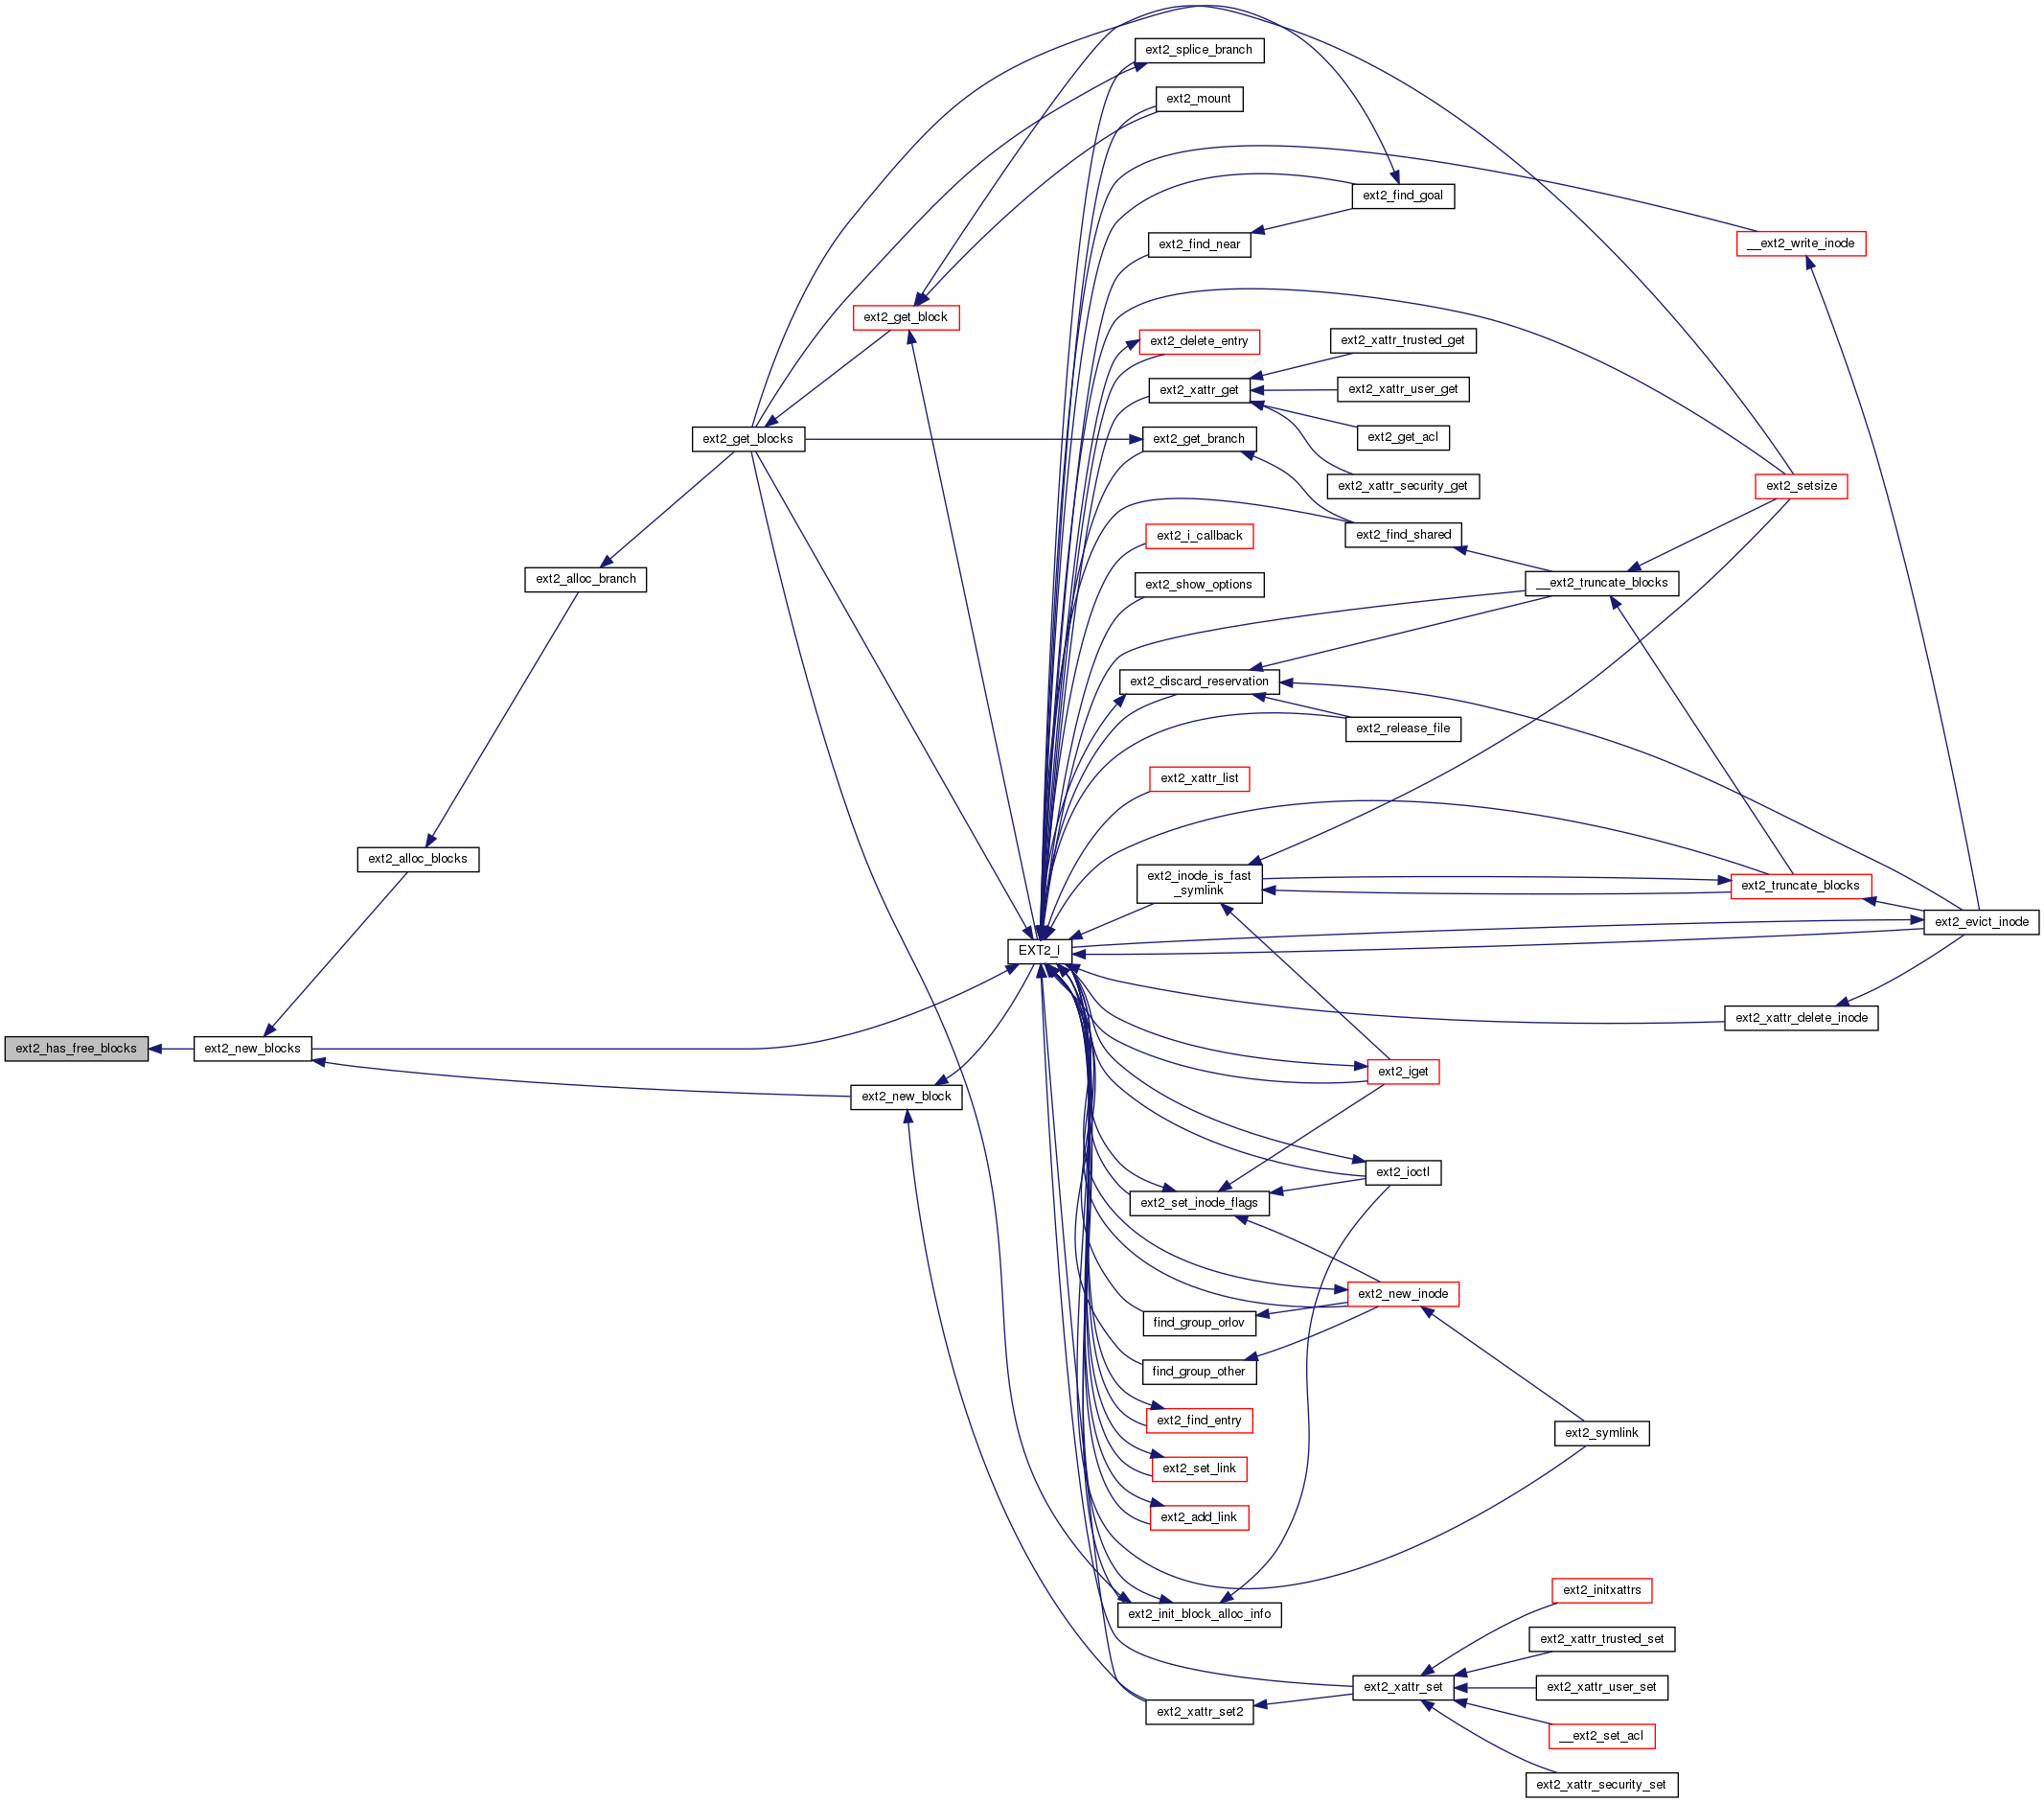 ext2_splice_branch
ext2_mount
ext2_find_goal
ext2_find_near
__ext2_write_inode
ext2_get_block
ext2_delete_entry
ext2_xattr_trusted_get
ext2_xattr_get
ext2_xattr_user_get
ext2_get_blocks
ext2_get_branch
ext2_get_acl
ext2_xattr_security_get
ext2_setsize
ext2_i_callback
ext2_find_shared
ext2_alloc_branch
ext2_show_options
__ext2_truncate_blocks
ext2_discard_reservation
ext2_release_file
ext2_xattr_list
ext2_alloc_blocks
ext2_inode_is_fast
_symlink
ext2_truncate_blocks
ext2_evict_inode
EXT2_I
ext2_xattr_delete_inode
ext2_has_free_blocks
ext2_new_blocks
ext2_iget
ext2_new_block
ext2_ioctl
ext2_set_inode_flags
ext2_new_inode
find_group_orlov
find_group_other
ext2_find_entry
ext2_symlink
ext2_set_link
ext2_add_link
ext2_initxattrs
ext2_init_block_alloc_info
ext2_xattr_trusted_set
ext2_xattr_set
ext2_xattr_user_set
ext2_xattr_set2
__ext2_set_acl
ext2_xattr_security_set